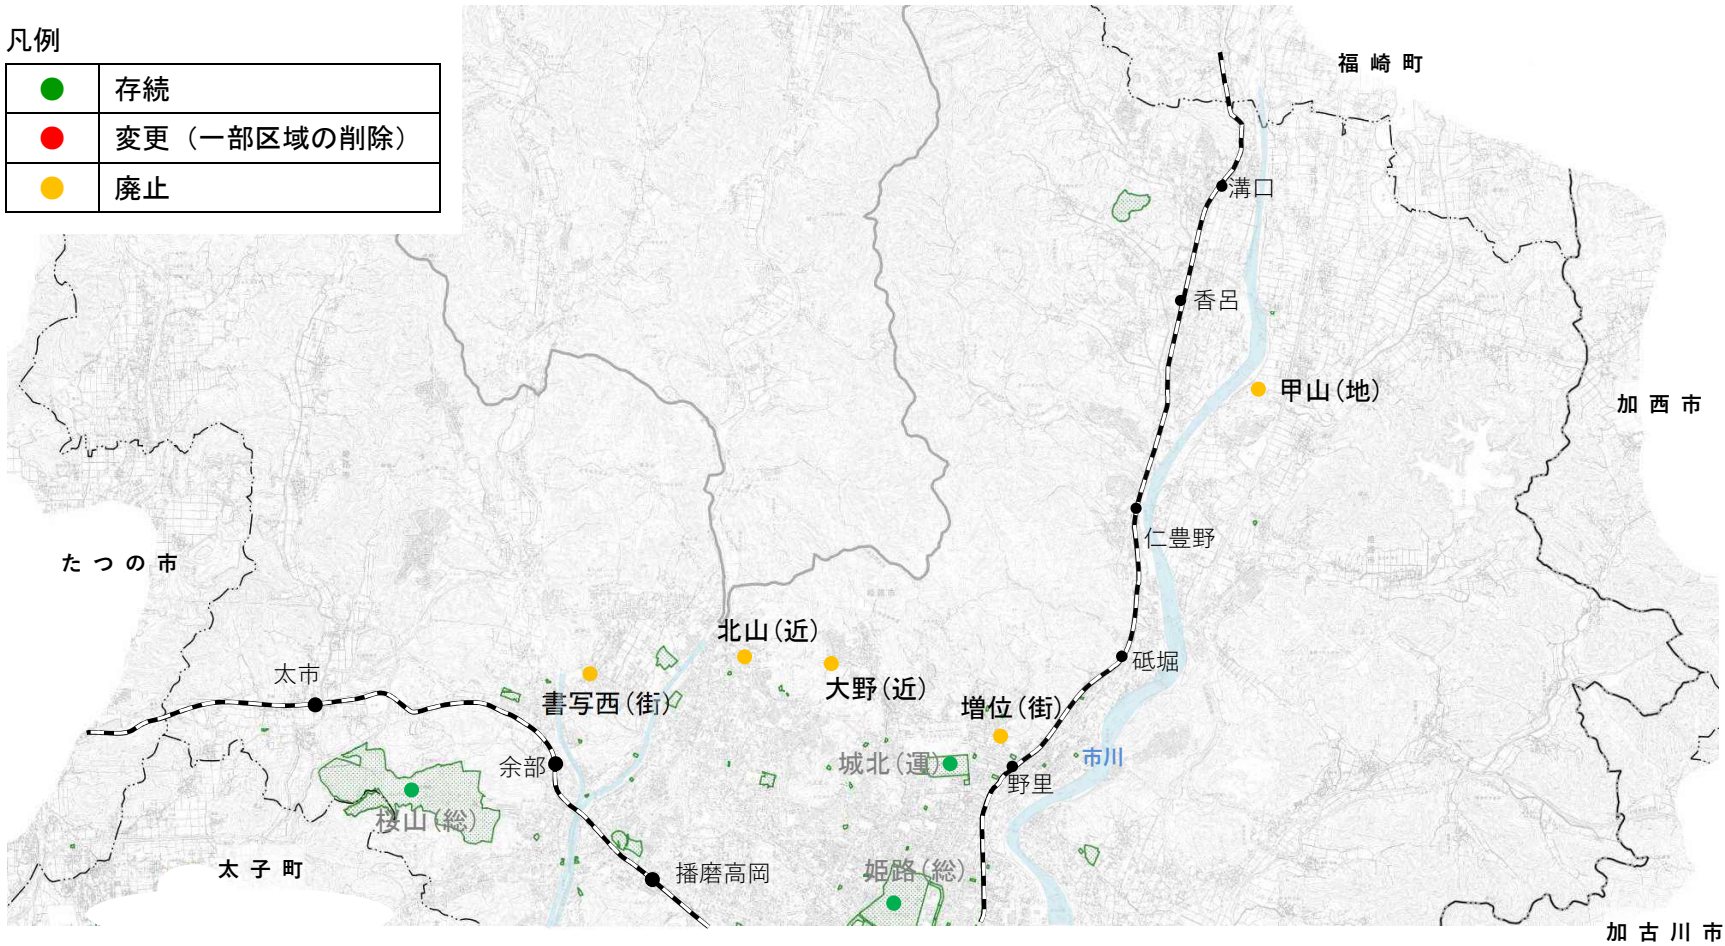 凡例
存続
変更（一部区域の削除）
廃止
福崎町
溝口
香呂
甲山（地）
加西市
仁豊野
たつの市
北山（近）
砥堀
太市
大野（近）
書写西（街）
増位（街）
市川
城北（運）
余部
野里
桜山（総）
太子町
播磨高岡
姫路（総）
加古川市